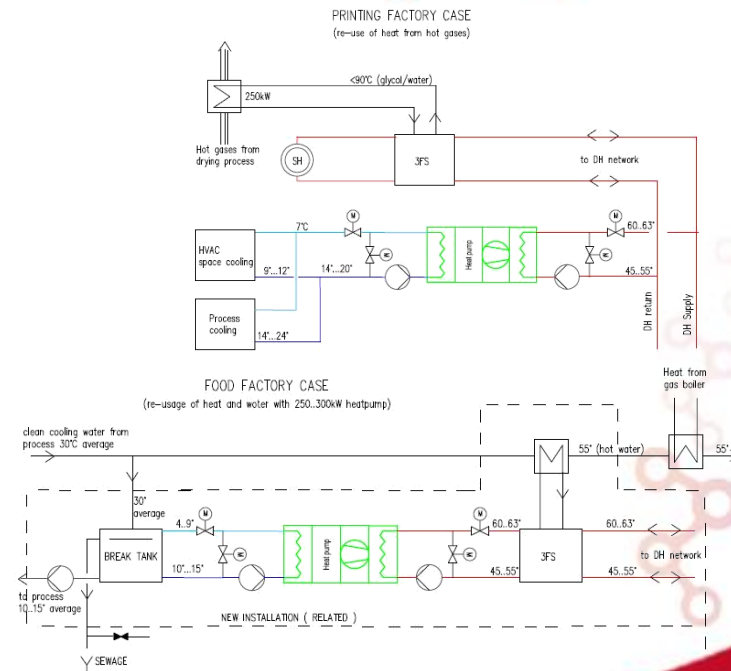 PRINTING FACTORY CASE
(re-use of heat from hot gases)
<90°C (glycol/water)
250kW
Hot gases from
drying process
SH
3FS
to DH network
7°C
M
M
60..63°
HVAC
space cooling
Heat pump
9°...12°
14°...20°
45..55°
Process
cooling
14°...24°
DH return
DH Supply
Heat from
gas boiler
FOOD FACTORY CASE
(re-usage of heat and woter with 250..300kW heatpump)
clean cooling water from
process 30°C average
55° (hot water)
55°
30°
average
4..9°
M
M
60..63°
60..63°
BREAK TANK
Heat pump
3FS
to DH network
10°...15°
45..55°
45..55°
to process
10..15° average
NEW INSTALLATION ( RELATED )
SEWAGE